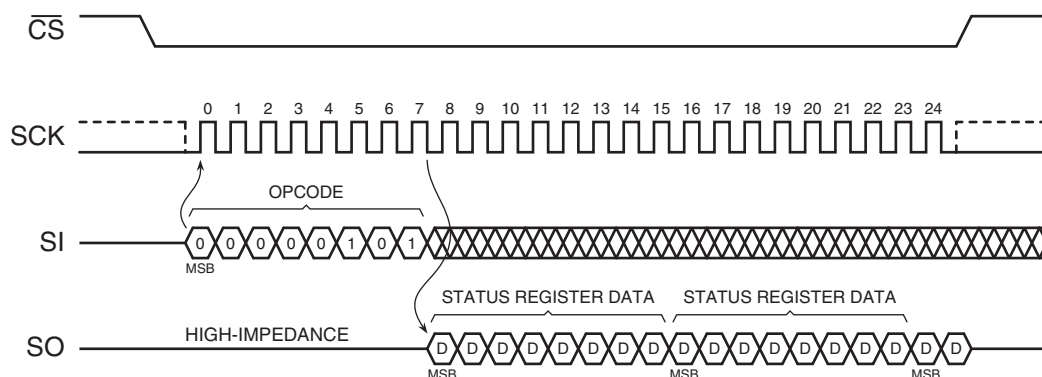 CS
SCK
0 1 2 3 4 5 6 7 8 9 10 11 12 13 14 15 16 17 18 19 20 21 22 23 24
OPCODE
SI
0 0 0 0 0 1 0 1
MSB
STATUS REGISTER DATA STATUS REGISTER DATA
HIGH-IMPEDANCE
SO
D D D D D D D D D D D D D D D D D D
MSB MSB MSB